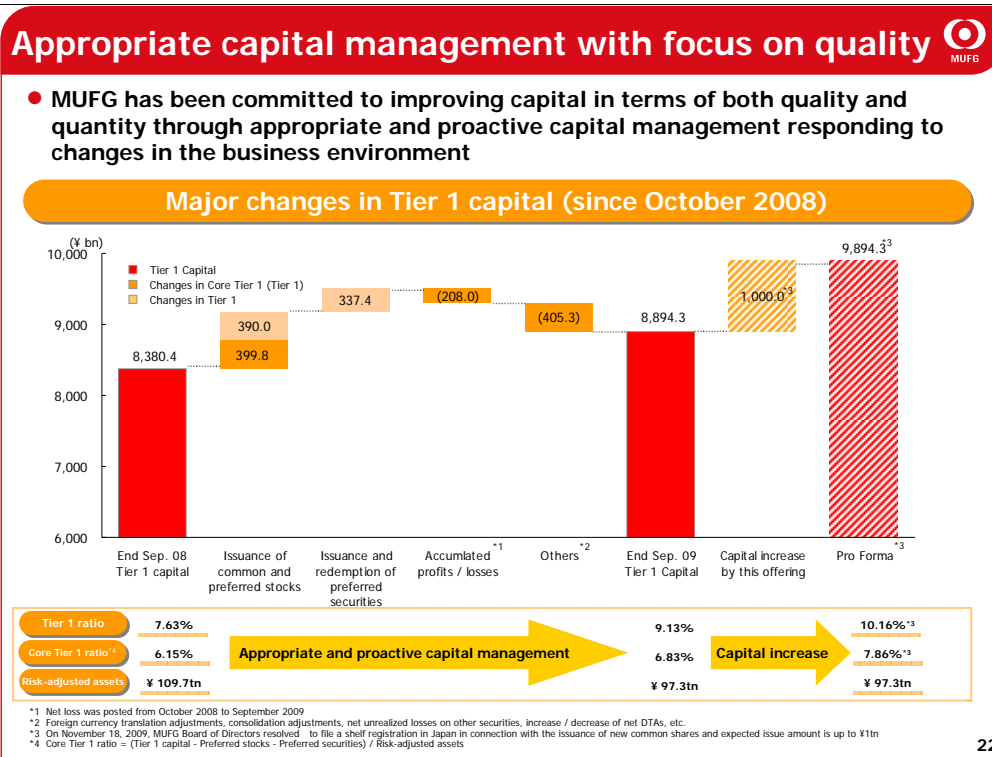 Appropriate capital management with focus on quality
MUFG
● MUFG has been committed to improving capital in terms of both quality and
quantity through appropriate and proactive capital management responding to
changes in the business environment
Major changes in Tier 1 capital (since October 2008)
(¥ bn)
10,000
9,000
8,000
7,000
6,000
Tier 1 Capital
Changes in Core Tier 1 (Tier 1)
Changes in Tier 1
8,380.4
390.0
399.8
337.4
(208.0)
(405.3)
8,894.3
1,000.0*3
9,894.3*3
End Sep. 08
Tier 1 capital
Issuance of
common and
preferred stocks
Issuance and
redemption of
preferred
securities
Accumlated*1
profits / losses
Others*2
End Sep. 09
Tier 1 Capital
Capital increase
by this offering
Pro Forma*3
Tier 1 ratio
7.63%
9.13%
10.16%*3
Core Tier 1 ratio*4
6.15%
Appropriate and proactive capital management
6.83%
Capital increase
7.86%*3
Risk-adjusted assets
¥ 109.7tn
¥ 97.3tn
¥ 97.3tn
*1 Net loss was posted from October 2008 to September 2009
*2 Foreign currency translation adjustments, consolidation adjustments, net unrealized losses on other securities, increase / decrease of net DTAs, etc.
*3 On November 18, 2009, MUFG Board of Directors resolved to file a shelf registration in Japan in connection with the issuance of new common shares and expected issue amount is up to ¥1tn
*4 Core Tier 1 ratio = (Tier 1 capital - Preferred stocks - Preferred securities) / Risk-adjusted assets
22